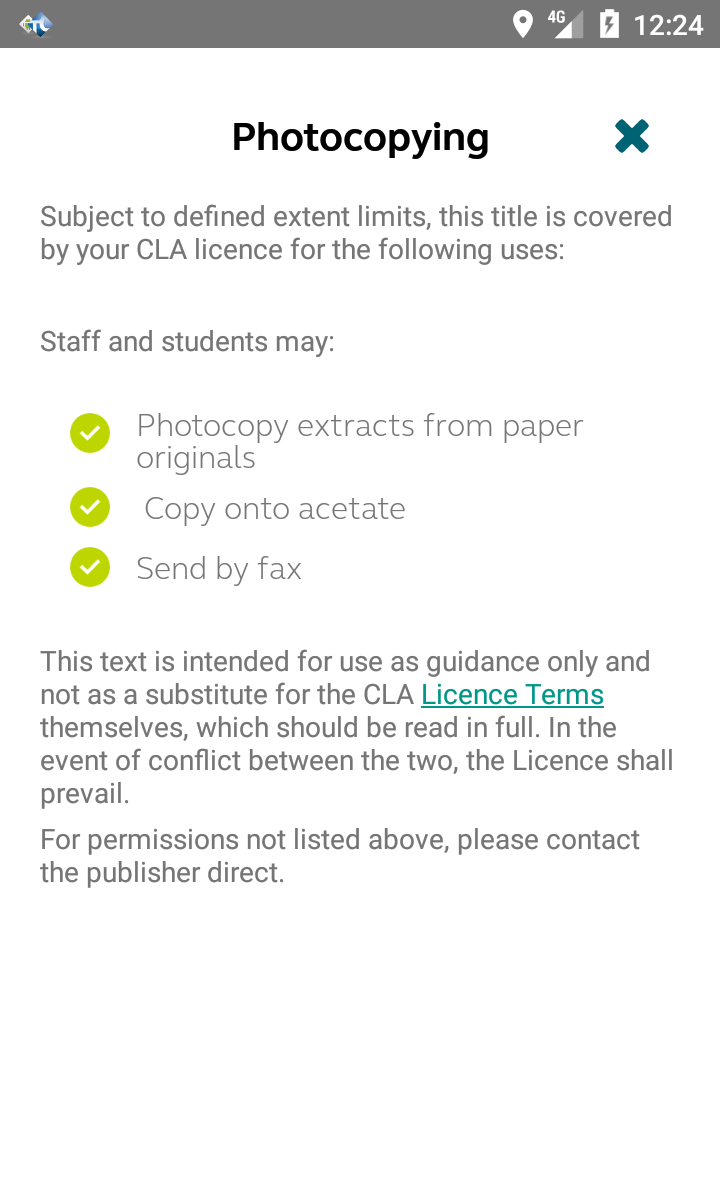 4G 12:24
Photocopying
Subject to defined extent limits, this title is covered
by your CLA licence for the following uses:
Staff and students may:
Photocopy extracts from paper
originals
Copy onto acetate
Send by fax
This text is intended for use as guidance only and
not as a substitute for the CLA Licence Terms
themselves, which should be read in full. In the
event of conflict between the two, the Licence shall
prevail.
For permissions not listed above, please contact
the publisher direct.